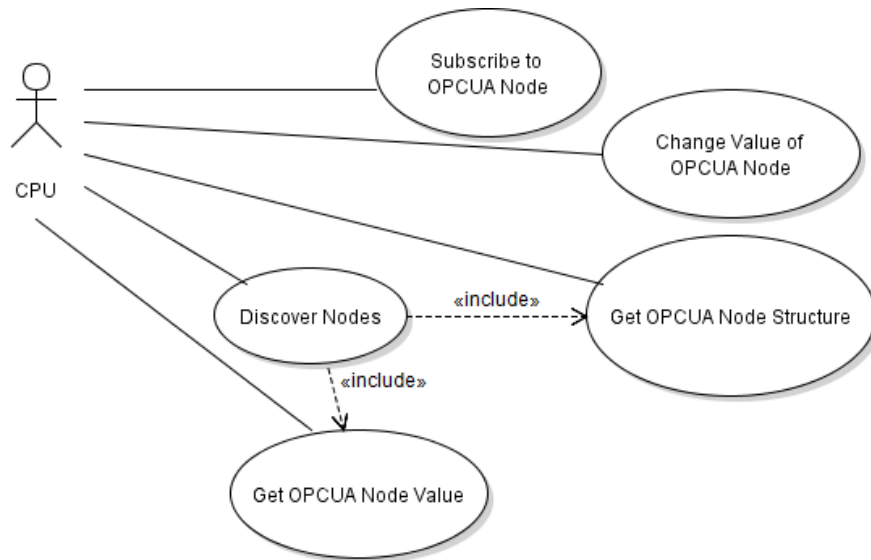 Subscribe to
OPCUA Node
Change Value of
OPCUA Node
CPU
«include»
Discover Nodes
Get OPCUA Node Structure
«include»
Get OPCUA Node Value